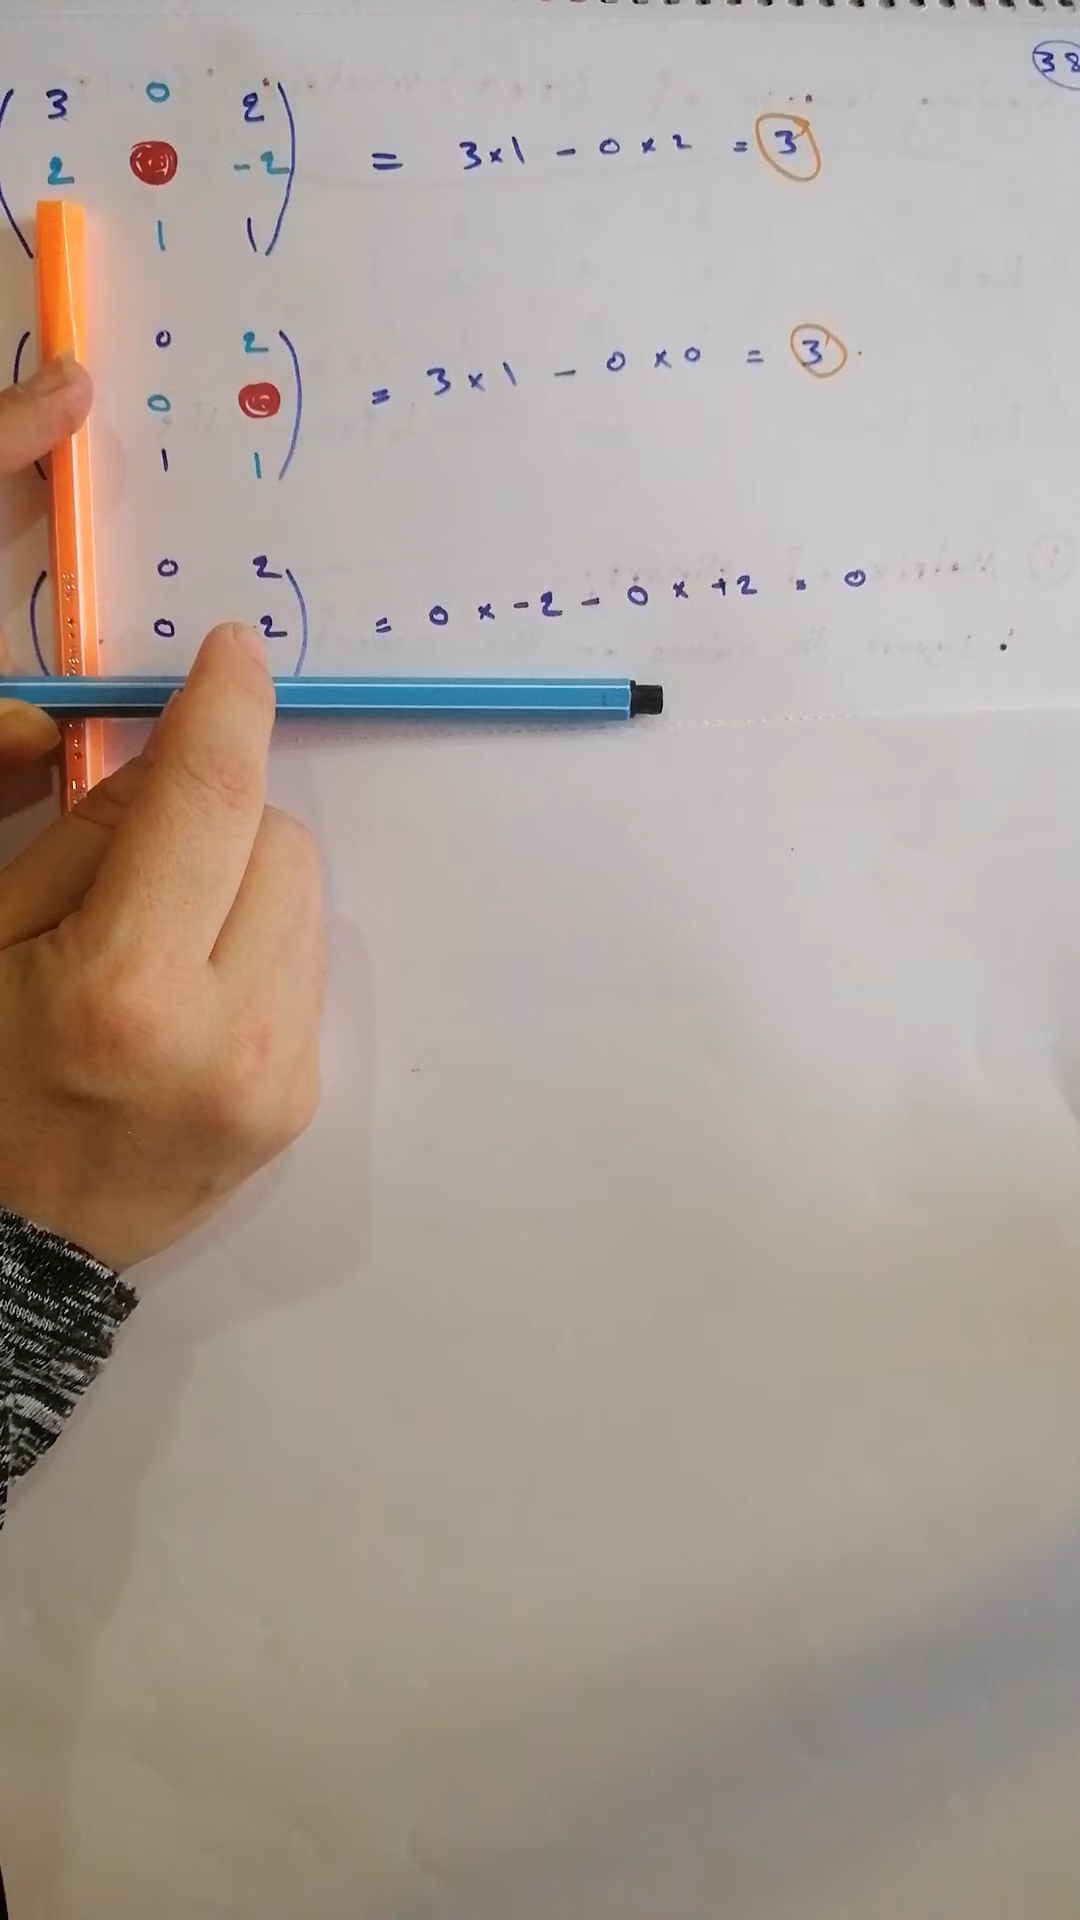 38
3 0 2
2 -2 = 3×1 - 0×2 = 3
1 1
0 2
0 = 3×1 - 0×0 = 3
1 1
0 2
0 -2 = 0×-2 - 0×+2 = 0